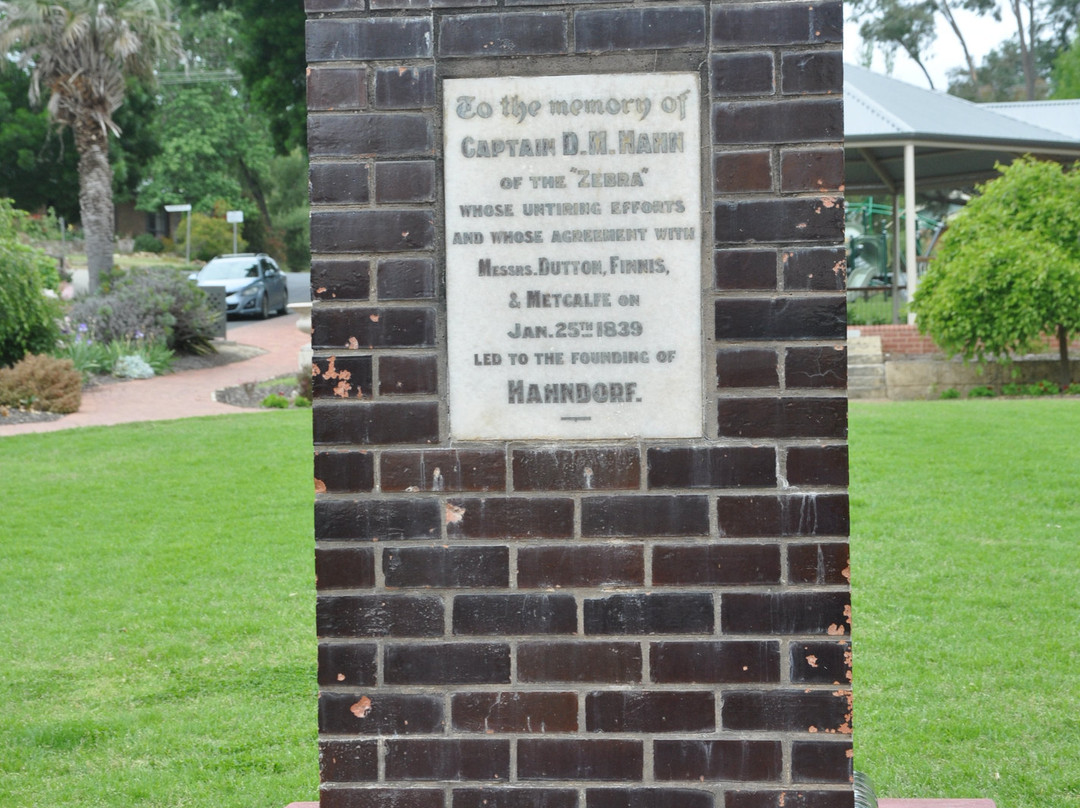 To the memory of
CAPTAIN D. M. HAHN
OF THE "ZEBRA"
WHOSE UNTIRING EFFORTS
AND WHOSE AGREEMENT WITH
MESSRS. DUTTON, FINNIS,
& METCALFE ON
JAN. 25TH 1839
LED TO THE FOUNDING OF
HAHNDORF.